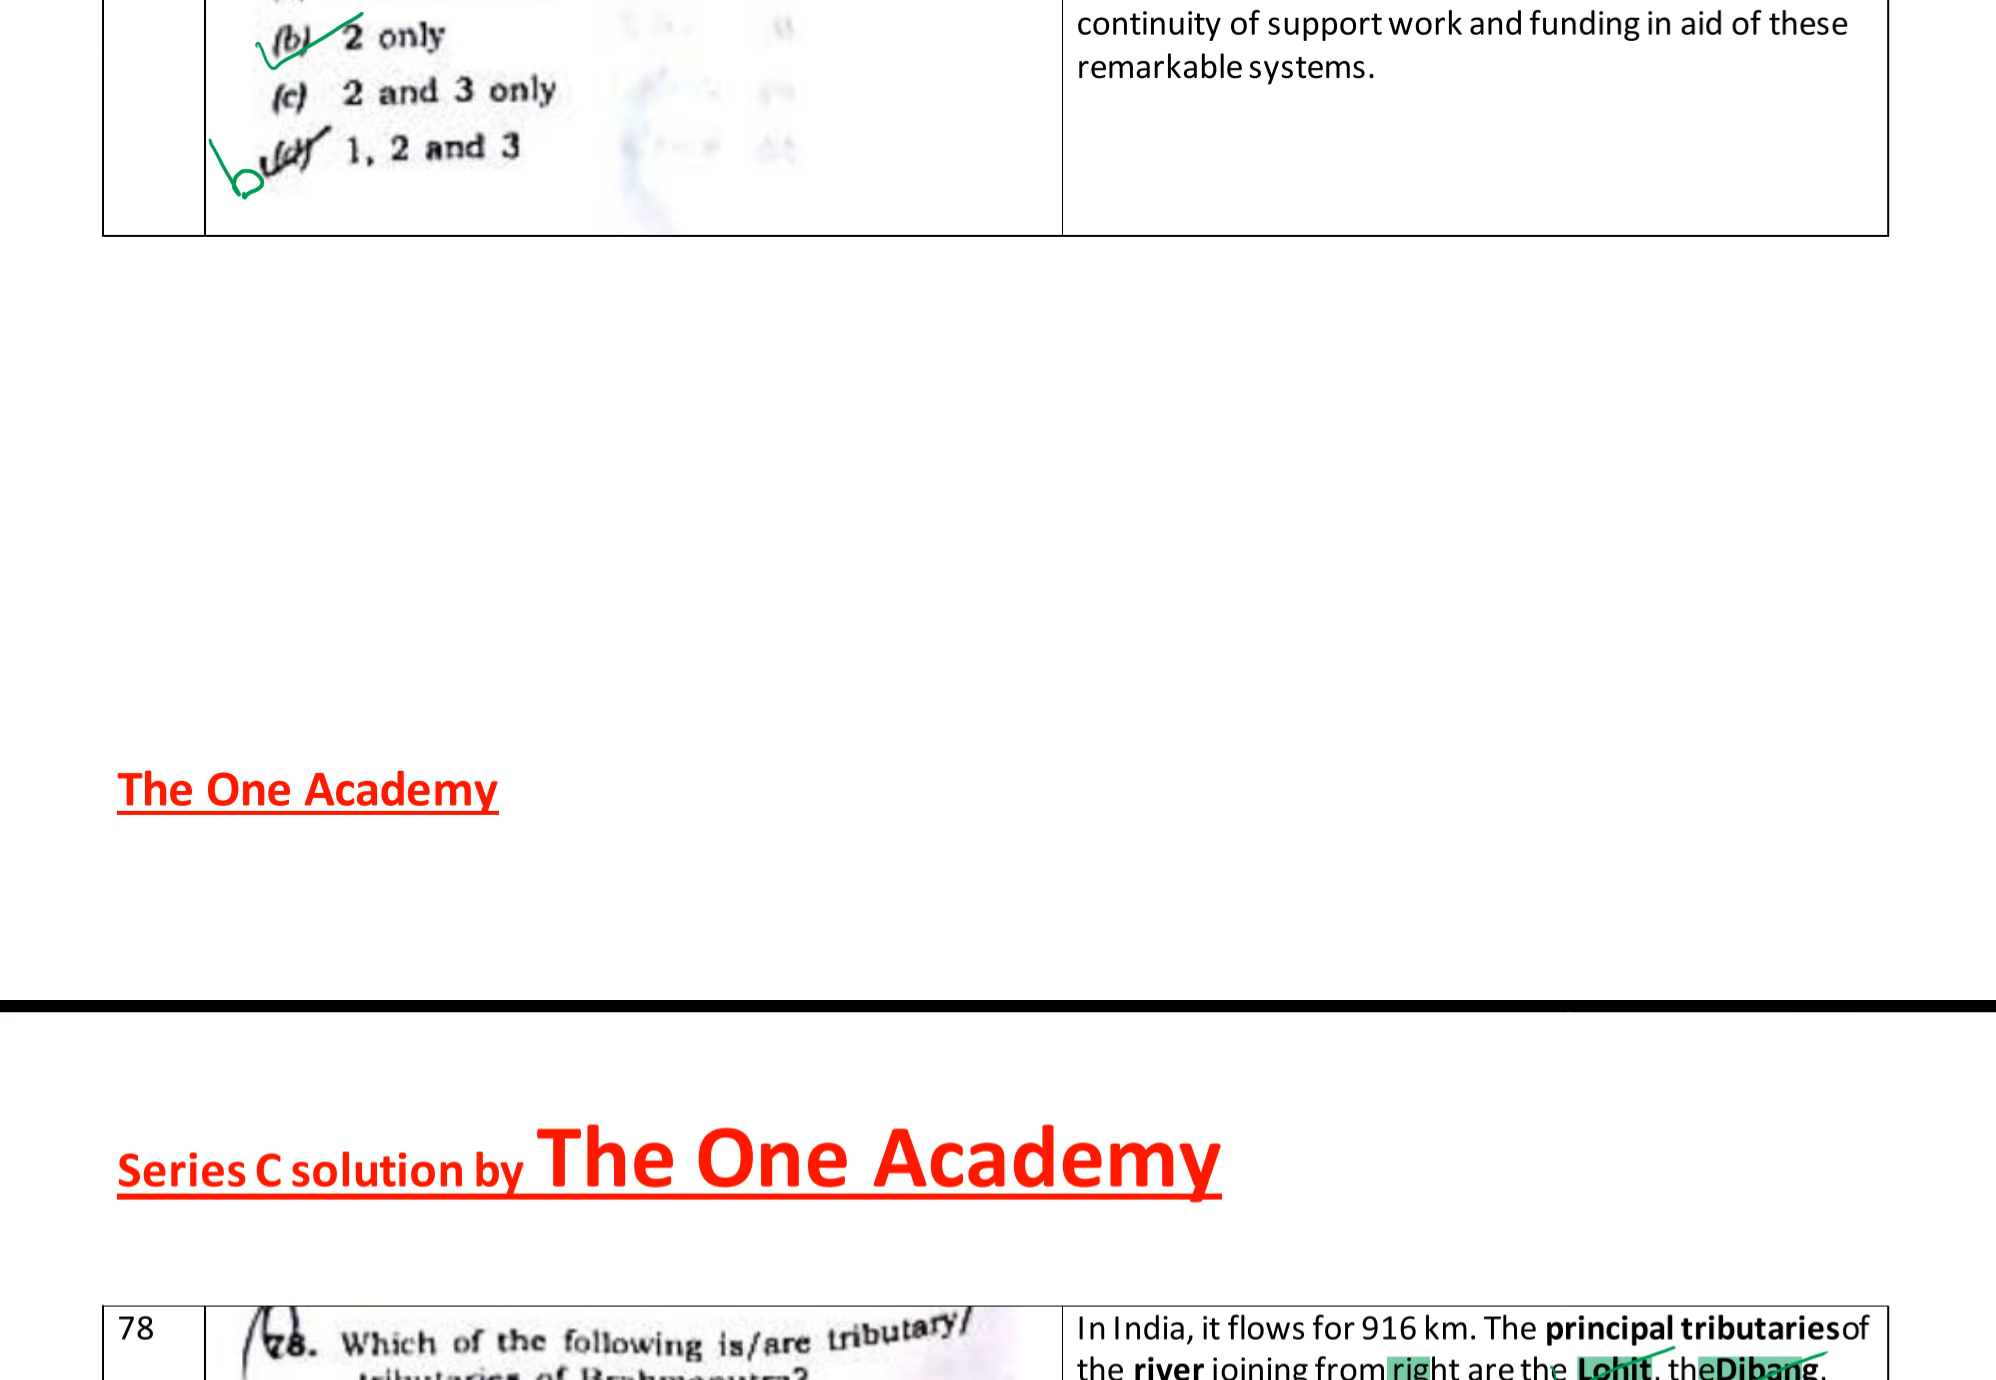 (b) 2 only
(c) 2 and 3 only
(d) 1, 2 and 3
b
continuity of support work and funding in aid of these
remarkable systems.
The One Academy
Series C solution by The One Academy
78
78. Which of the following is/are tributary/
tributaries of Brahmaputra?
In India, it flows for 916 km. The principal tributaries of
the river joining from right are the Lohit, the Dibang,